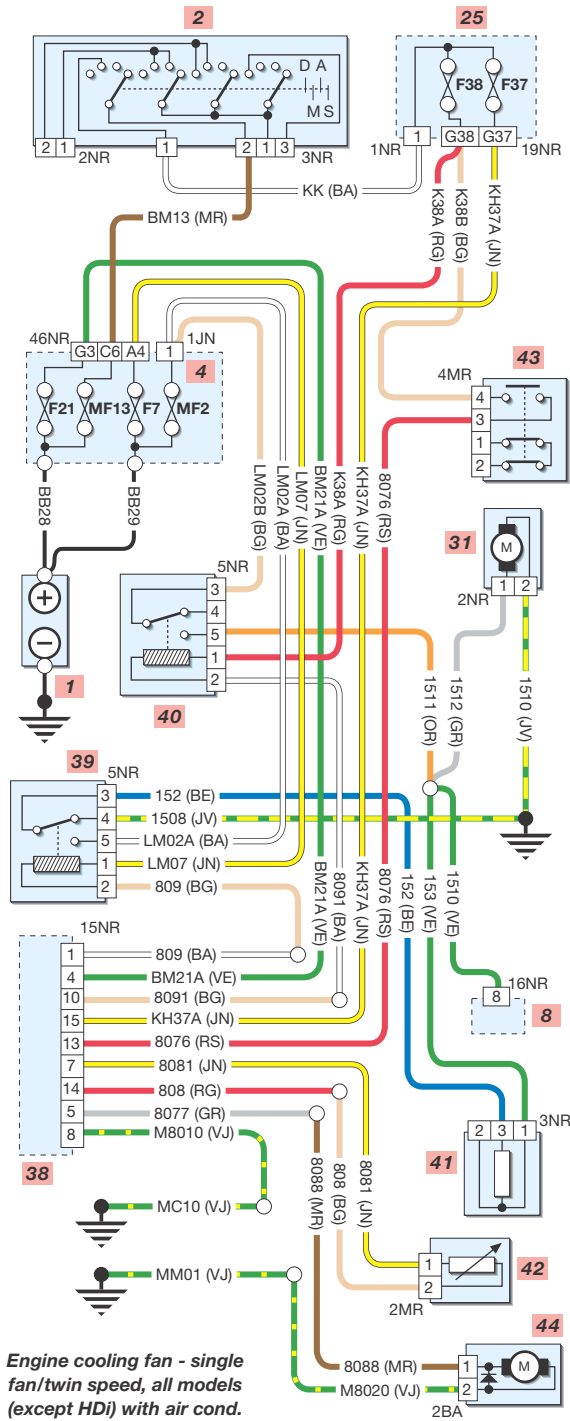 2
25
D A
M S
F38
F37
2 1
2NR
1
2 1 3
3NR
1NR
1
G38 G37
19NR
KK (BA)
BM13 (MR)
K38A (RG)
K38B (BG)
KH37A (JN)
46NR
G3 C6 A4
1JN
1
4
F21
MF13
F7
MF2
43
4MR
4
3
1
2
BB28
BB29
LM02B (BG)
LM02A (BA)
LM07 (JN)
BM21A (VE)
K38A (RG)
KH37A (JN)
8076 (RS)
31
M
1 2
2NR
+
−
1
5NR
3
4
5
1
2
40
1511 (OR)
1512 (GR)
1510 (JV)
39
5NR
3
4
5
1
2
152 (BE)
1508 (JV)
LM02A (BA)
LM07 (JN)
809 (BG)
BM21A (VE)
8091 (BA)
KH37A (JN)
8076 (RS)
152 (BE)
153 (VE)
1510 (VE)
15NR
1
4
10
15
13
7
14
5
8
38
809 (BA)
BM21A (VE)
8091 (BG)
KH37A (JN)
8076 (RS)
8081 (JN)
808 (RG)
8077 (GR)
M8010 (VJ)
16NR
8
8
3NR
2 3 1
41
MC10 (VJ)
8088 (MR)
808 (BG)
8081 (JN)
MM01 (VJ)
1
2
2MR
42
44
8088 (MR)
M8020 (VJ)
1
2
M
2BA
Engine cooling fan - single
fan/twin speed, all models
(except HDi) with air cond.